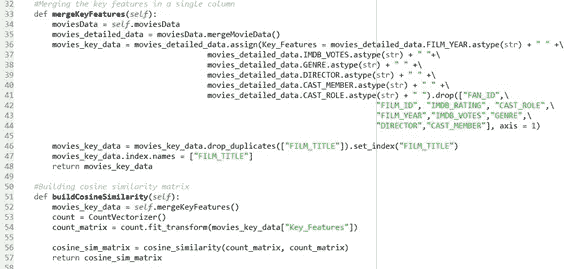 32 #Merging the key features in a single column
33 def mergeKeyFeatures(self):
34 moviesData = self.moviesData
35 movies_detailed_data = moviesData.mergeMovieData()
36 movies_key_data = movies_detailed_data.assign(Key_Features = movies_detailed_data.FILM_YEAR.astype(str) + " " +\
37 movies_detailed_data.IMDB_VOTES.astype(str) + " "+\
38 movies_detailed_data.GENRE.astype(str) + " " +\
39 movies_detailed_data.DIRECTOR.astype(str) + " " +\
40 movies_detailed_data.CAST_MEMBER.astype(str) + " " +\
41 movies_detailed_data.CAST_ROLE.astype(str) + " ").drop(["FAN_ID",\
42 "FILM_ID", "IMDB_RATING", "CAST_ROLE",\
43 "FILM_YEAR","IMDB_VOTES","GENRE",\
44 "DIRECTOR","CAST_MEMBER"], axis = 1)
45
46 movies_key_data = movies_key_data.drop_duplicates(["FILM_TITLE"]).set_index("FILM_TITLE")
47 movies_key_data.index.names = ["FILM_TITLE"]
48 return movies_key_data
49
50 #Building cosine similarity matrix
51 def buildCosineSimilarity(self):
52 movies_key_data = self.mergeKeyFeatures()
53 count = CountVectorizer()
54 count_matrix = count.fit_transform(movies_key_data["Key_Features"])
55
56 cosine_sim_matrix = cosine_similarity(count_matrix, count_matrix)
57 return cosine_sim_matrix
58